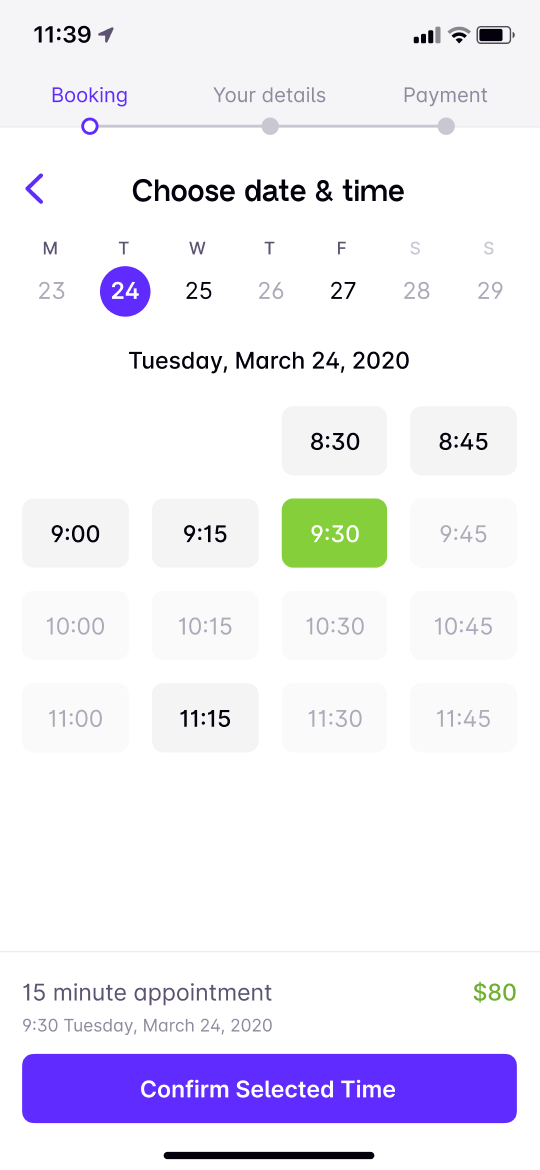 11:39
Booking Your details Payment
Choose date & time
M T W T F S S
23 24 25 26 27 28 29
Tuesday, March 24, 2020
8:30 8:45
9:00 9:15 9:30 9:45
10:00 10:15 10:30 10:45
11:00 11:15 11:30 11:45
15 minute appointment $80
9:30 Tuesday, March 24, 2020
Confirm Selected Time